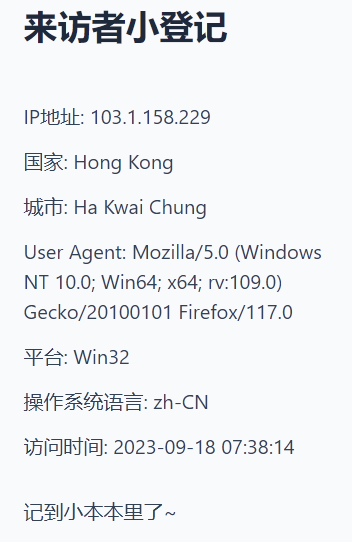 来访者小登记
IP地址: 103.1.158.229
国家: Hong Kong
城市: Ha Kwai Chung
User Agent: Mozilla/5.0 (Windows
NT 10.0; Win64; x64; rv:109.0)
Gecko/20100101 Firefox/117.0
平台: Win32
操作系统语言: zh-CN
访问时间: 2023-09-18 07:38:14
记到小本本里了~